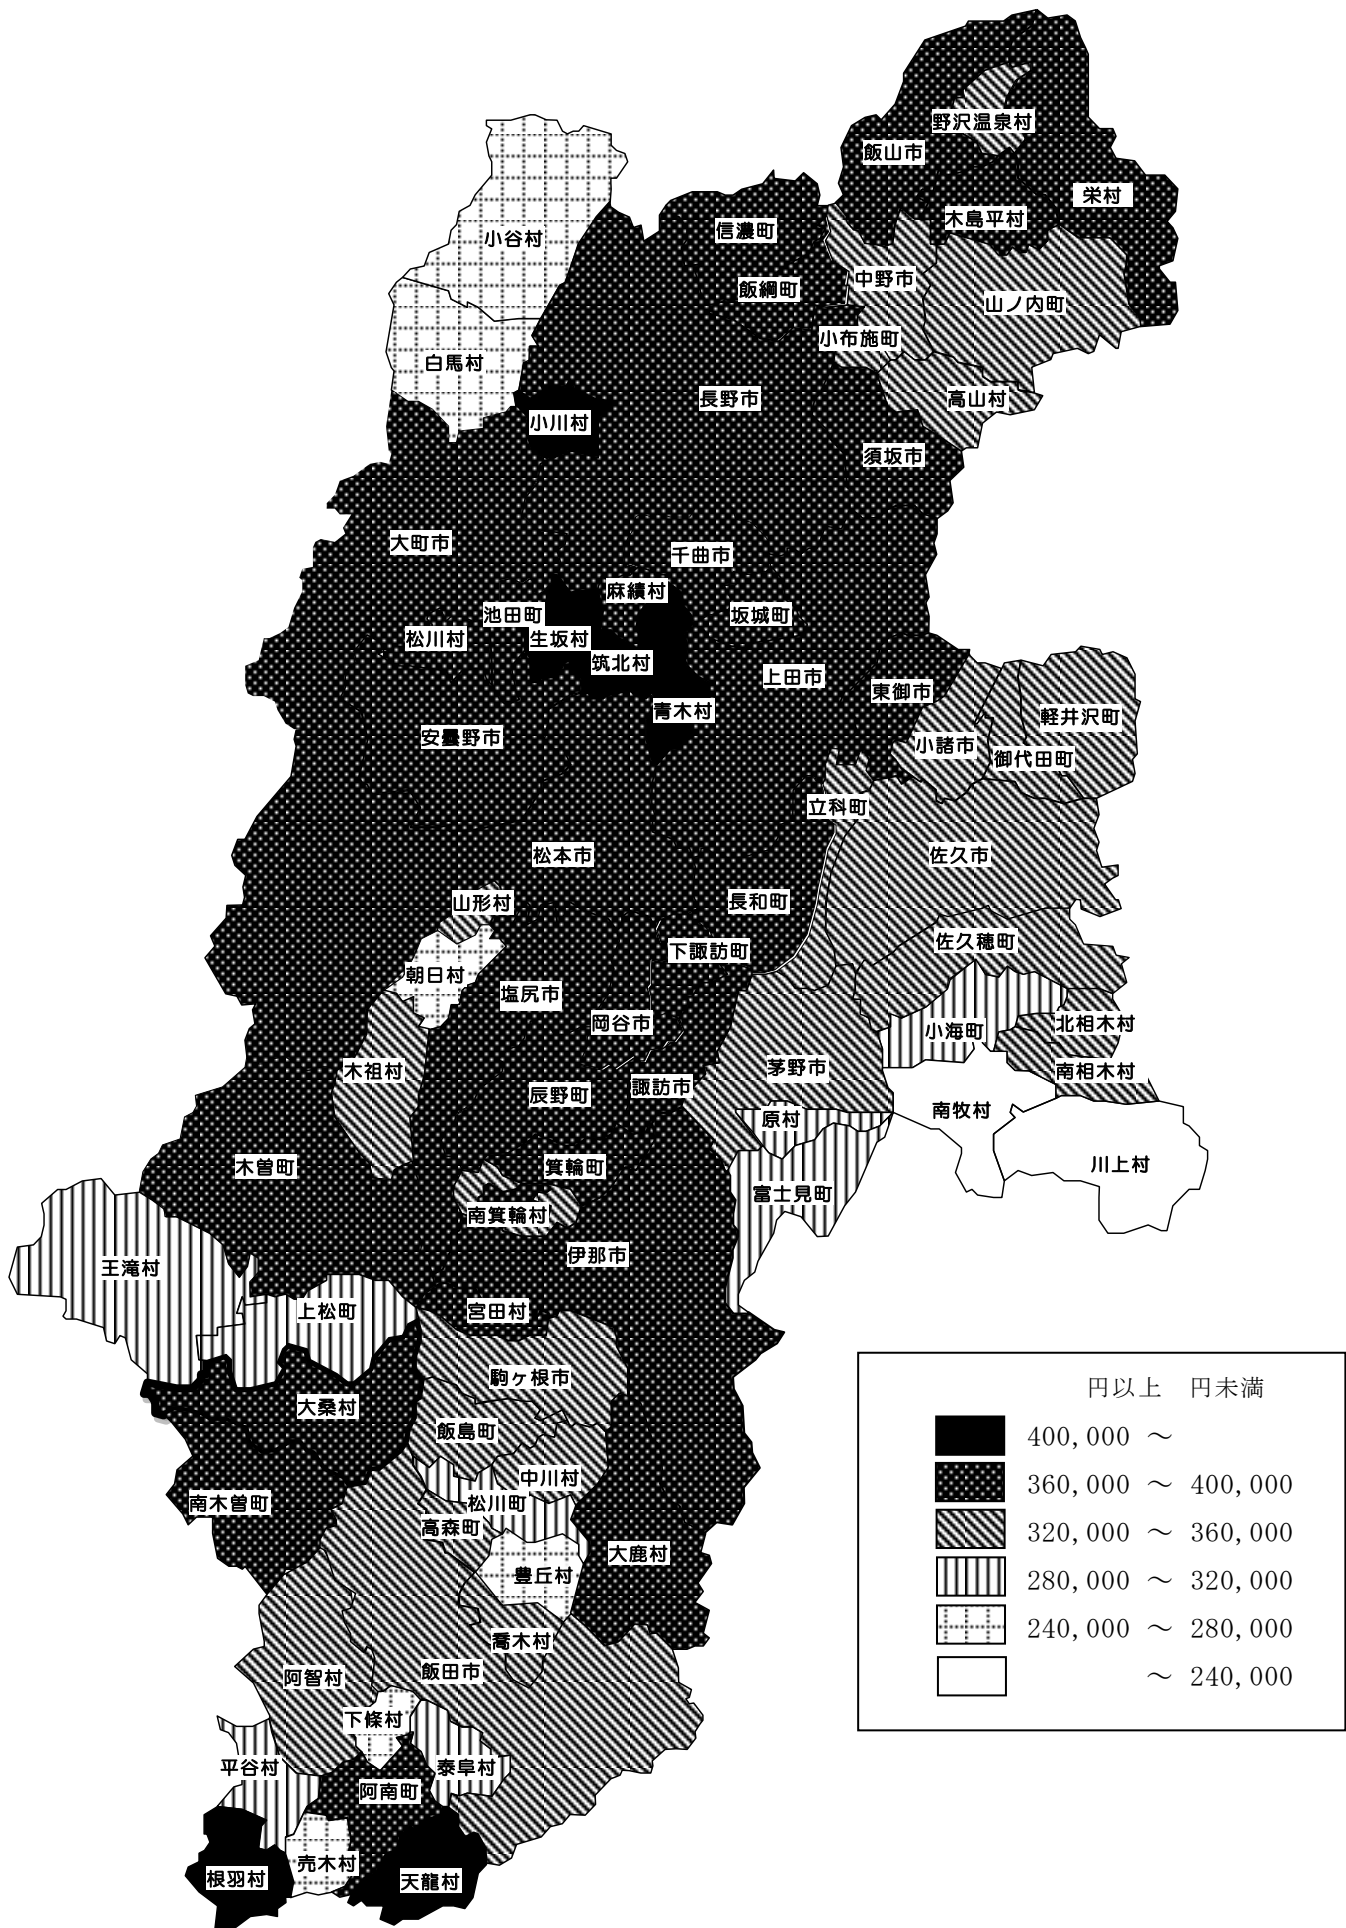 野沢温泉村
飯山市
栄村
木島平村
信濃町
小谷村
中野市
飯綱町
山ノ内町
小布施町
白馬村
長野市
高山村
小川村
須坂市
大町市
千曲市
麻績村
池田町
坂城町
松川村
生坂村
筑北村
上田市
東御市
青木村
軽井沢町
安曇野市
小諸市
御代田町
立科町
松本市
佐久市
山形村
長和町
佐久穂町
下諏訪町
朝日村
塩尻市
岡谷市
小海町
北相木村
木祖村
茅野市
南相木村
諏訪市
辰野町
南牧村
原村
木曽町
箕輪町
川上村
富士見町
南箕輪村
伊那市
王滝村
上松町
宮田村
駒ヶ根市
大桑村
飯島町
中川村
南木曽町
松川町
高森町
大鹿村
豊丘村
喬木村
阿智村
飯田市
下條村
平谷村
泰阜村
阿南町
売木村
根羽村
天龍村
円以上 円未満
400,000 ～
360,000 ～ 400,000
320,000 ～ 360,000
280,000 ～ 320,000
240,000 ～ 280,000
～ 240,000